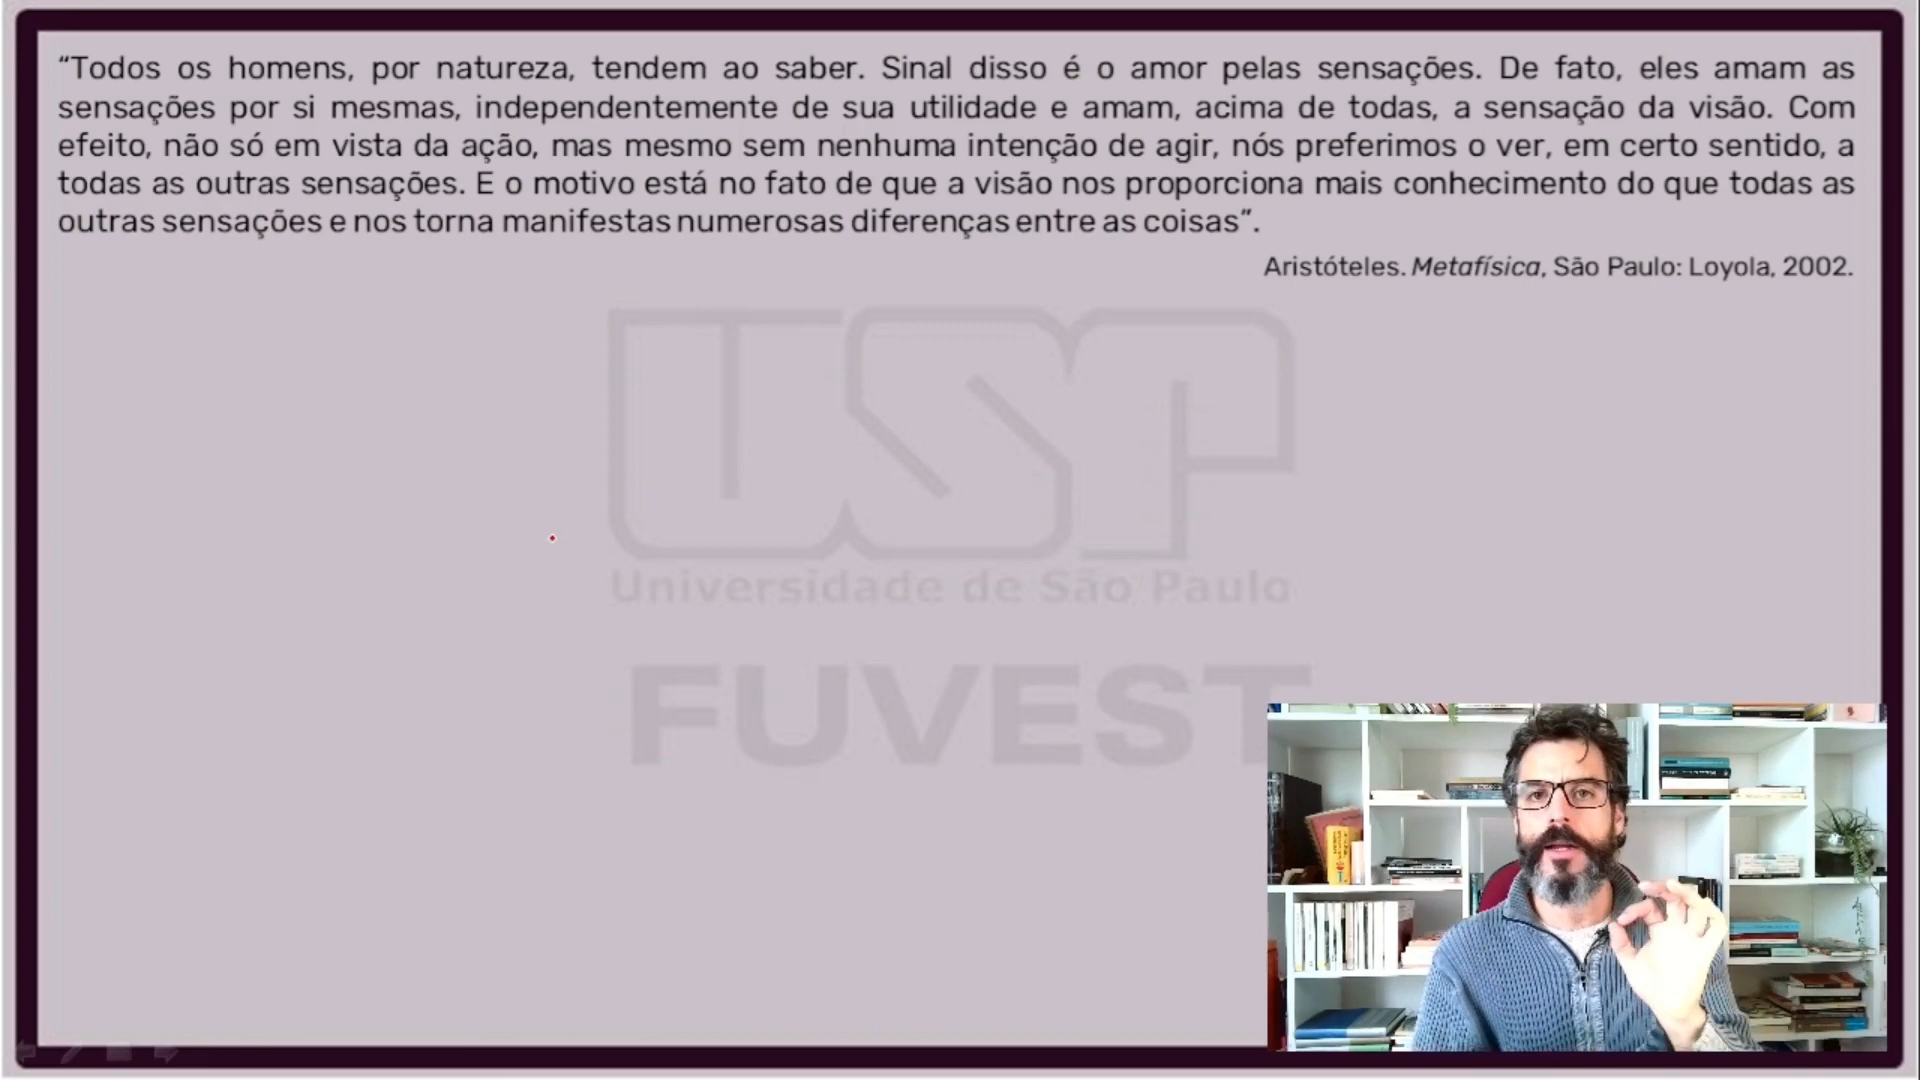 “Todos os homens, por natureza, tendem ao saber. Sinal disso é o amor pelas sensações. De fato, eles amam as
sensações por si mesmas, independentemente de sua utilidade e amam, acima de todas, a sensação da visão. Com
efeito, não só em vista da ação, mas mesmo sem nenhuma intenção de agir, nós preferimos o ver, em certo sentido, a
todas as outras sensações. E o motivo está no fato de que a visão nos proporciona mais conhecimento do que todas as
outras sensações e nos torna manifestas numerosas diferenças entre as coisas”.
Aristóteles. Metafísica, São Paulo: Loyola, 2002.
USP
Universidade de São Paulo
FUVEST